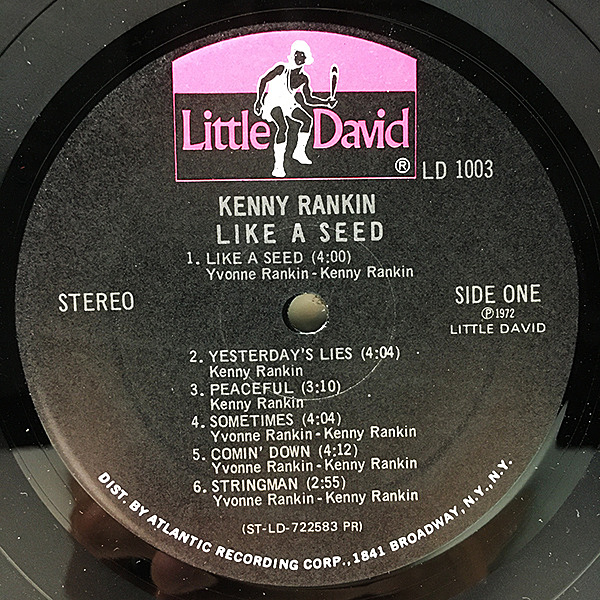 Little David ®
LD 1003
KENNY RANKIN
LIKE A SEED
1. LIKE A SEED (4:00)
Yvonne Rankin - Kenny Rankin
STEREO
SIDE ONE
Ⓟ 1972
LITTLE DAVID
2. YESTERDAY'S LIES (4:04)
Kenny Rankin
3. PEACEFUL (3:10)
Kenny Rankin
4. SOMETIMES (4:04)
Yvonne Rankin - Kenny Rankin
5. COMIN' DOWN (4:12)
Yvonne Rankin - Kenny Rankin
6. STRINGMAN (2:55)
Yvonne Rankin - Kenny Rankin
(ST-LD-722583 PR)
DIST. BY ATLANTIC RECORDING CORP., 1841 BROADWAY, N.Y., N.Y.